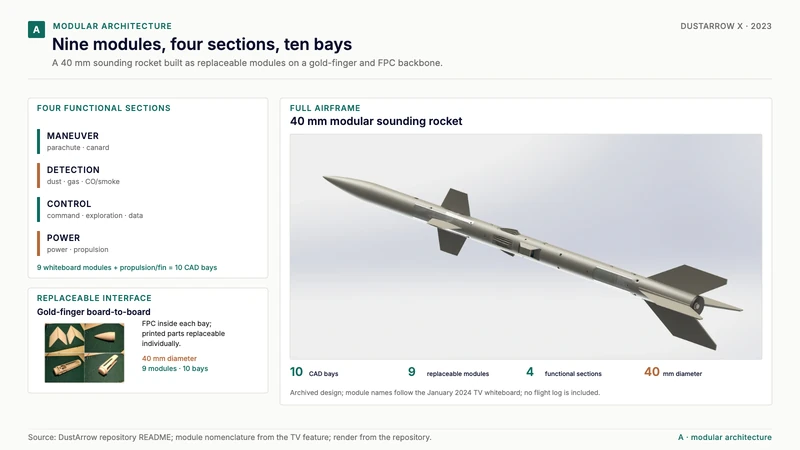 A
MODULAR ARCHITECTURE
DUSTARROW X · 2023
Nine modules, four sections, ten bays
A 40 mm sounding rocket built as replaceable modules on a gold-finger and FPC backbone.
FOUR FUNCTIONAL SECTIONS
MANEUVER
parachute · canard
DETECTION
dust · gas · CO/smoke
CONTROL
command · exploration · data
POWER
power · propulsion
9 whiteboard modules + propulsion/fin = 10 CAD bays
REPLACEABLE INTERFACE
Gold-finger board-to-board
FPC inside each bay;
printed parts replaceable
individually.
40 mm diameter
9 modules · 10 bays
FULL AIRFRAME
40 mm modular sounding rocket
10 CAD bays
9 replaceable modules
4 functional sections
40 mm diameter
Archived design; module names follow the January 2024 TV whiteboard; no flight log is included.
Source: DustArrow repository README; module nomenclature from the TV feature; render from the repository.
A · modular architecture